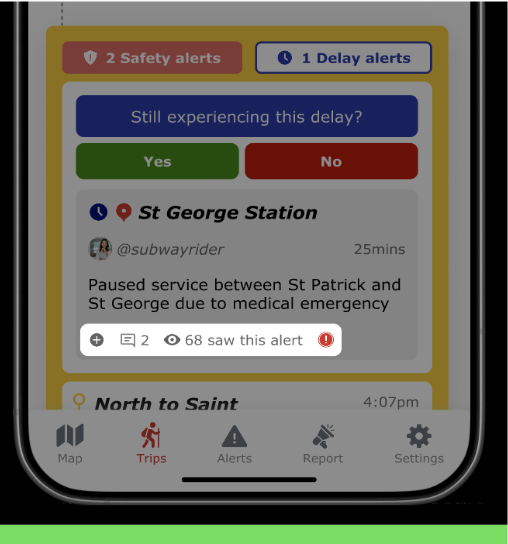 2 Safety alerts
1 Delay alerts
Still experiencing this delay?
Yes
No
St George Station
@subwayrider
25mins
Paused service between St Patrick and
St George due to medical emergency
2
68 saw this alert
North to Saint
4:07pm
Map
Trips
Alerts
Report
Settings